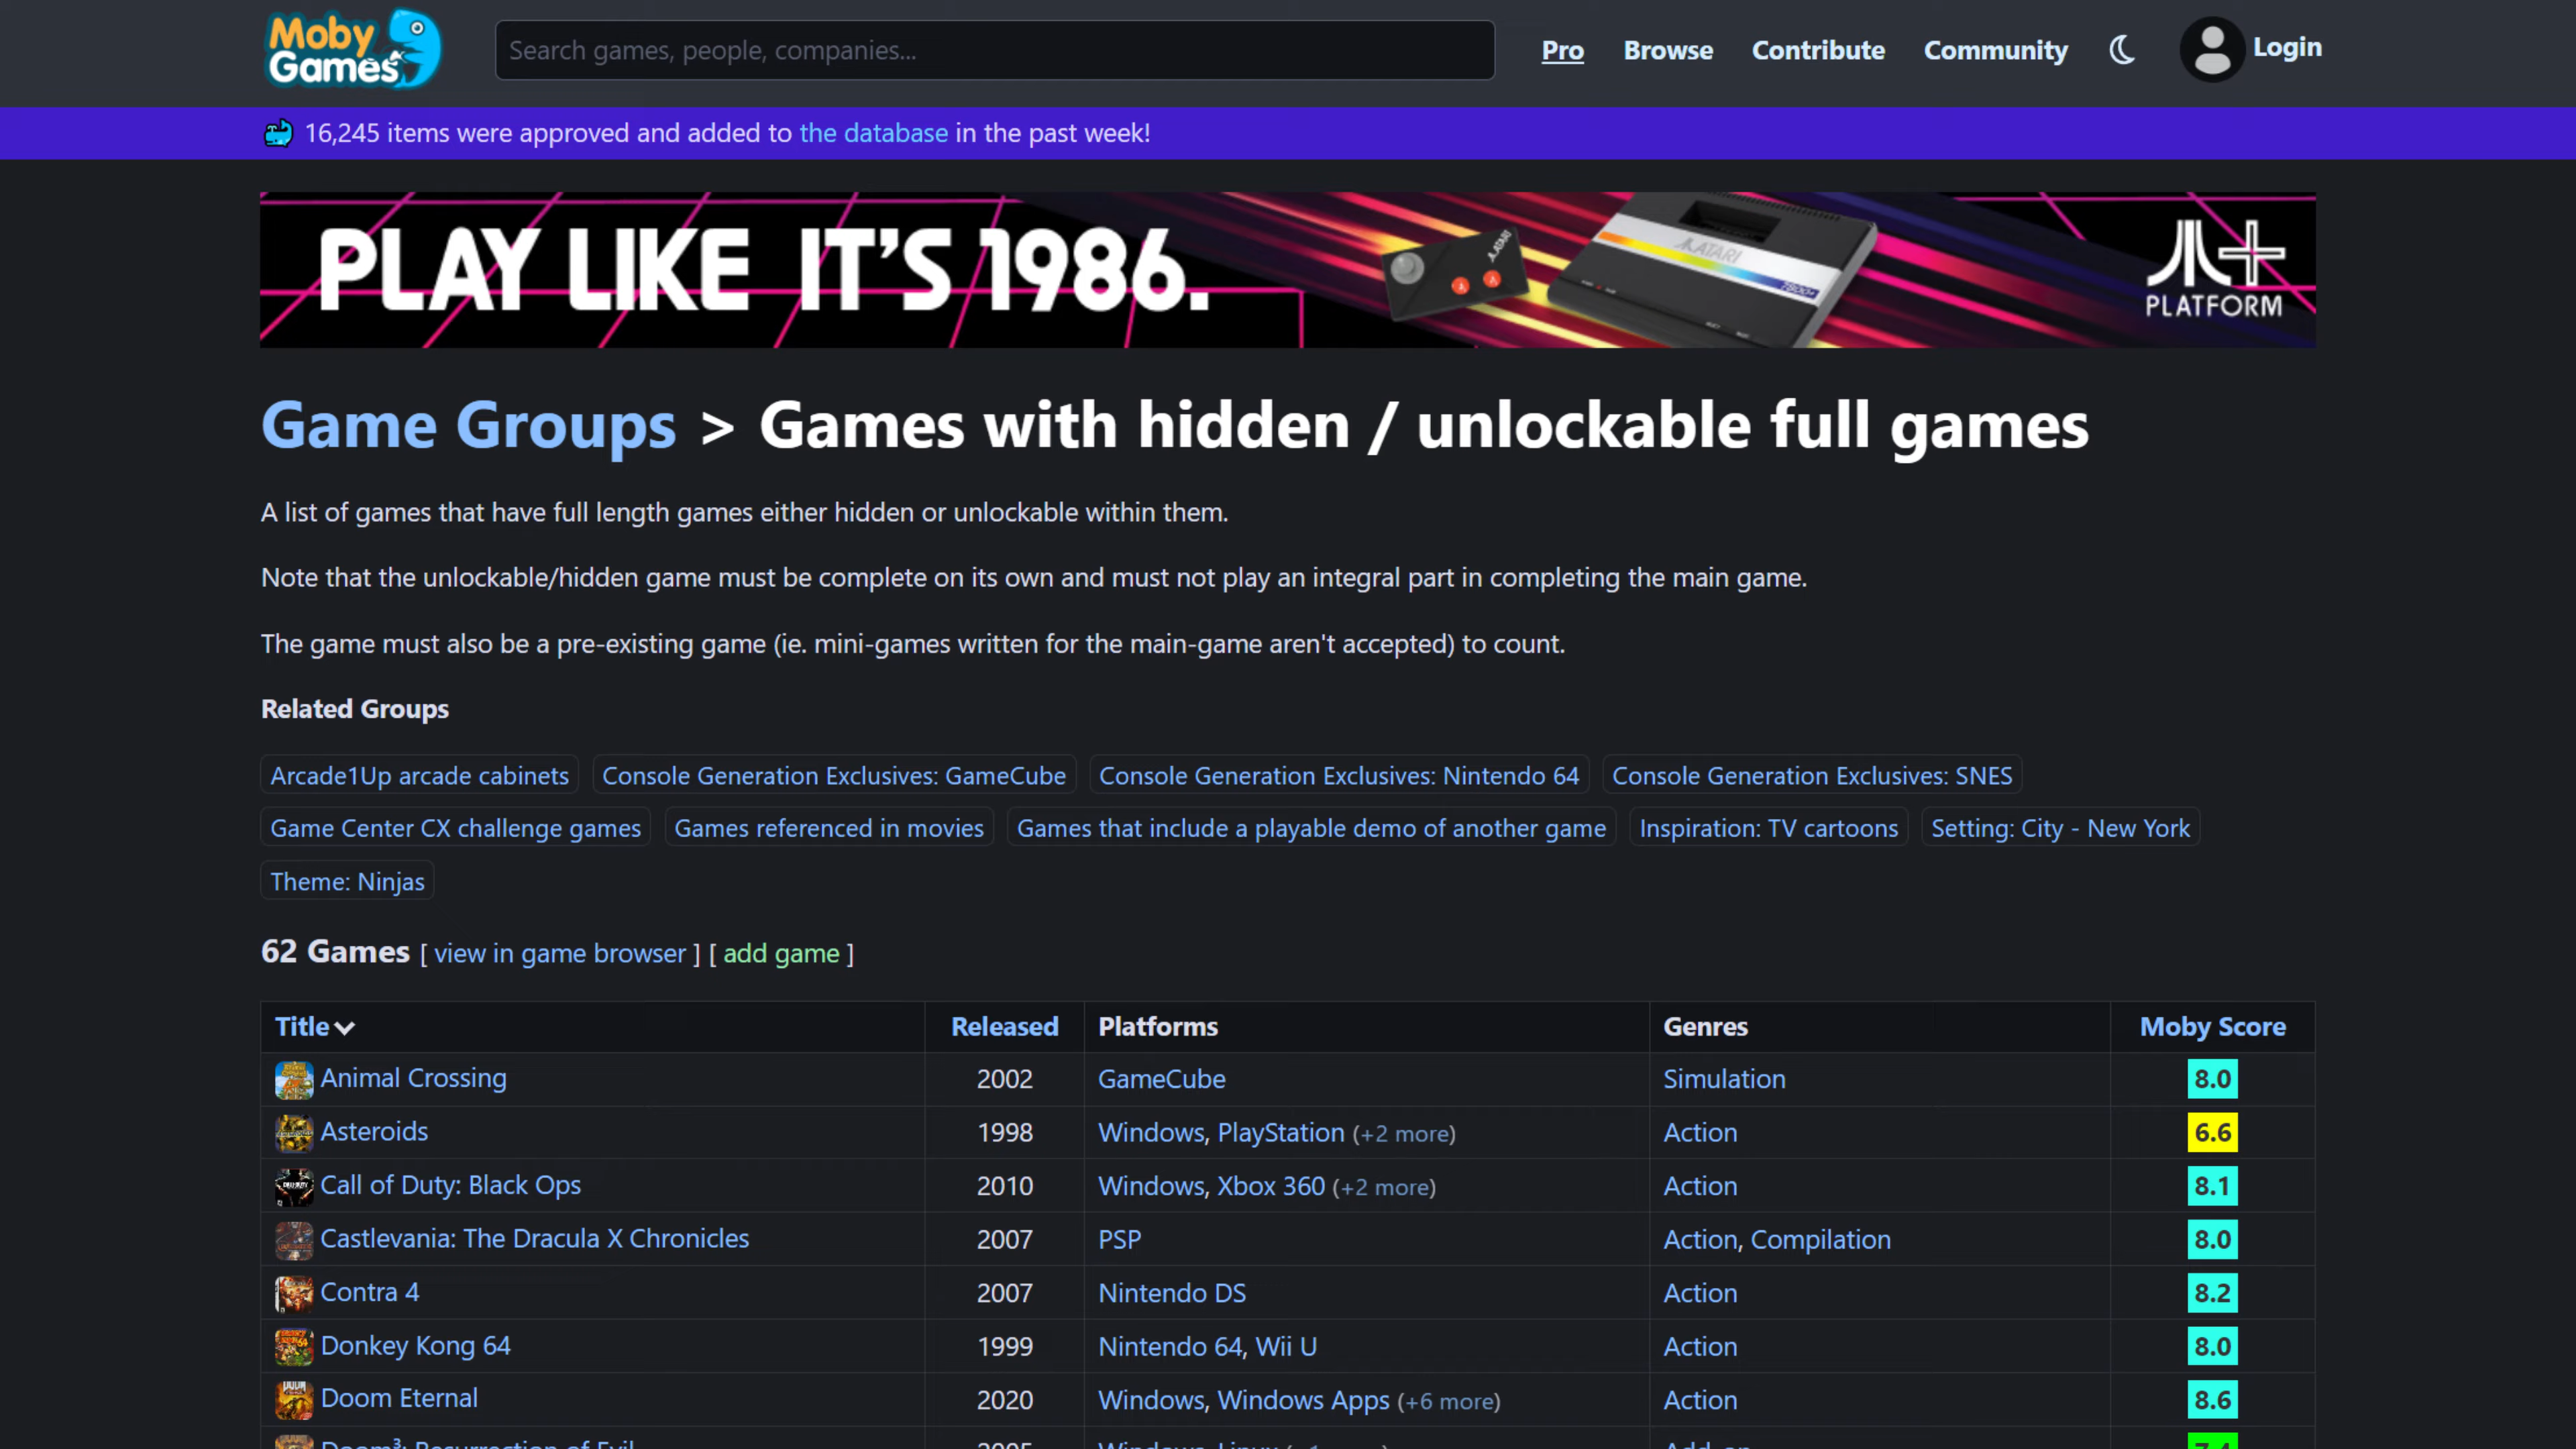 Moby Games
Search games, people, companies...
Pro Browse Contribute Community Login
16,245 items were approved and added to the database in the past week!
PLAY LIKE IT'S 1986.
ATARI
ATARI
7800+
PLATFORM
Game Groups > Games with hidden / unlockable full games
A list of games that have full length games either hidden or unlockable within them.
Note that the unlockable/hidden game must be complete on its own and must not play an integral part in completing the main game.
The game must also be a pre-existing game (ie. mini-games written for the main-game aren't accepted) to count.
Related Groups
Arcade1Up arcade cabinets Console Generation Exclusives: GameCube Console Generation Exclusives: Nintendo 64 Console Generation Exclusives: SNES
Game Center CX challenge games Games referenced in movies Games that include a playable demo of another game Inspiration: TV cartoons Setting: City - New York
Theme: Ninjas
62 Games [ view in game browser ] [ add game ]
Title Released Platforms Genres Moby Score
Animal Crossing 2002 GameCube Simulation 8.0
Asteroids 1998 Windows, PlayStation (+2 more) Action 6.6
Call of Duty: Black Ops 2010 Windows, Xbox 360 (+2 more) Action 8.1
Castlevania: The Dracula X Chronicles 2007 PSP Action, Compilation 8.0
Contra 4 2007 Nintendo DS Action 8.2
Donkey Kong 64 1999 Nintendo 64, Wii U Action 8.0
Doom Eternal 2020 Windows, Windows Apps (+6 more) Action 8.6
Doom³: Resurrection of Evil 2005 Windows, Linux Add-on